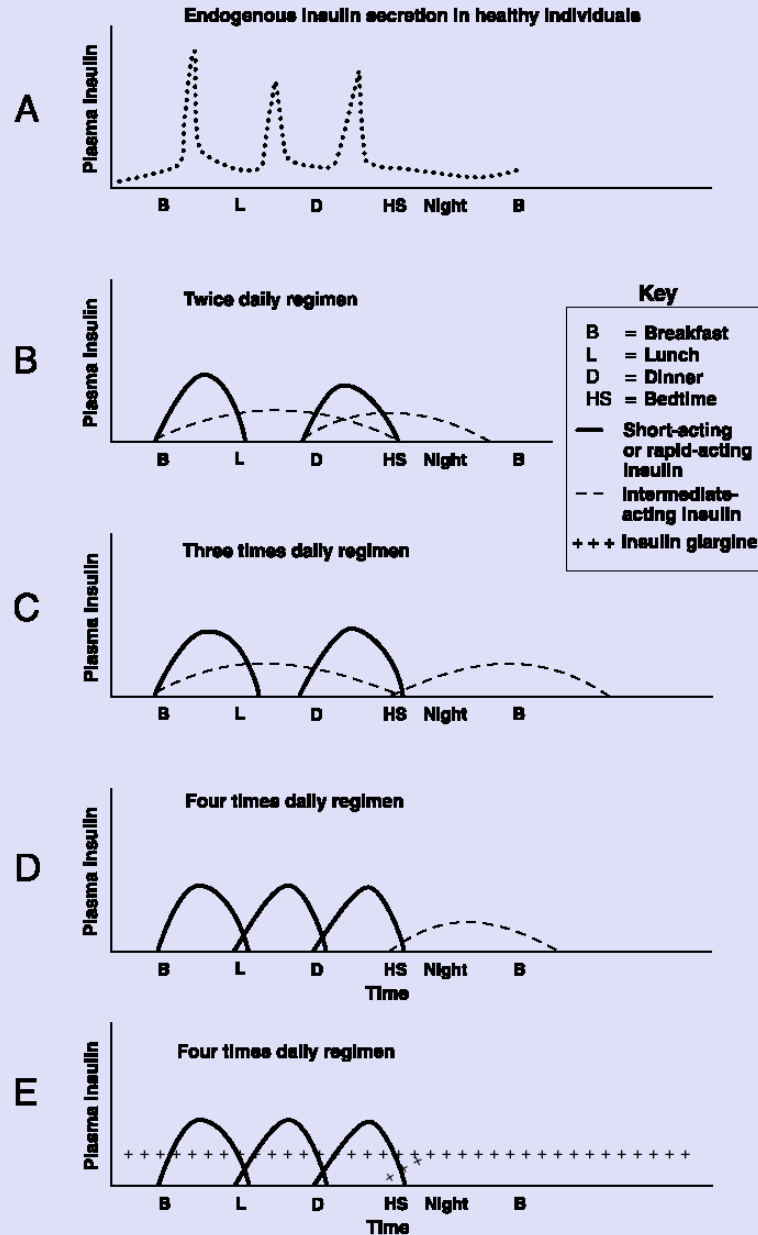 Endogenous insulin secretion in healthy individuals
A
Plasma insulin
B L D HS Night B
Twice daily regimen
B
Plasma insulin
B L D HS Night B
Key
B = Breakfast
L = Lunch
D = Dinner
HS = Bedtime
Short-acting
or rapid-acting
insulin
Intermediate-
acting insulin
+ + + Insulin glargine
Three times daily regimen
C
Plasma insulin
B L D HS Night B
Four times daily regimen
D
Plasma insulin
B L D HS Night B
Time
Four times daily regimen
E
Plasma insulin
B L D HS Night B
Time